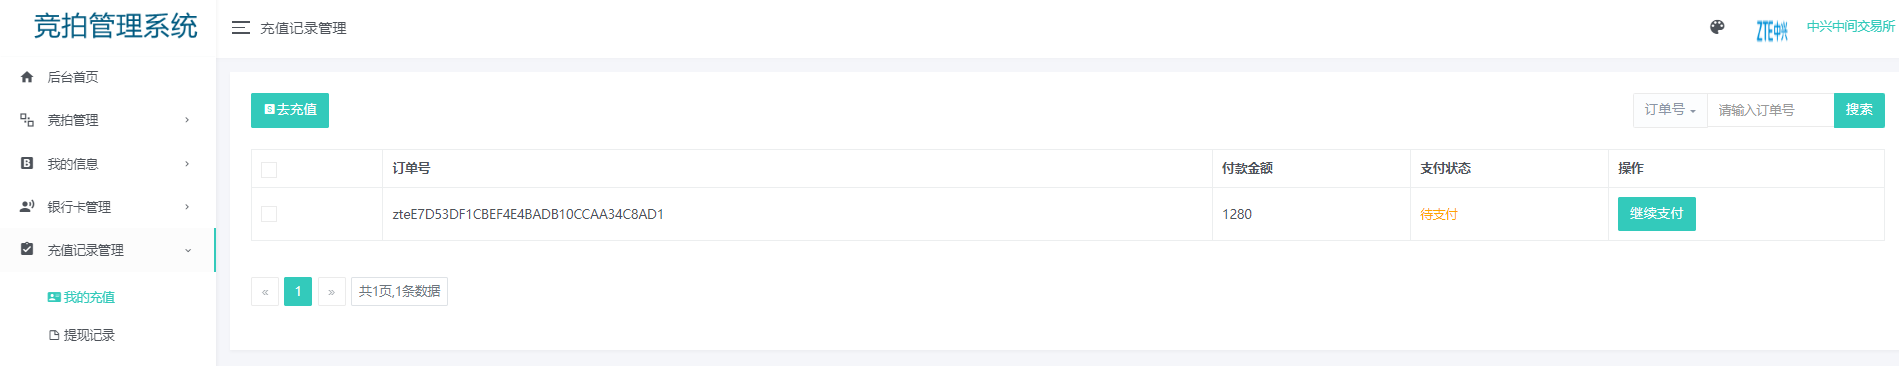 竞拍管理系统
充值记录管理
ZTE中兴
中兴中间交易所
后台首页
竞拍管理
我的信息
银行卡管理
充值记录管理
我的充值
提现记录
去充值
订单号
请输入订单号
搜索
订单号 付款金额 支付状态 操作
zteE7D53DF1CBEF4E4BADB10CCAA34C8AD1 1280 待支付 继续支付
« 1 » 共1页,1条数据